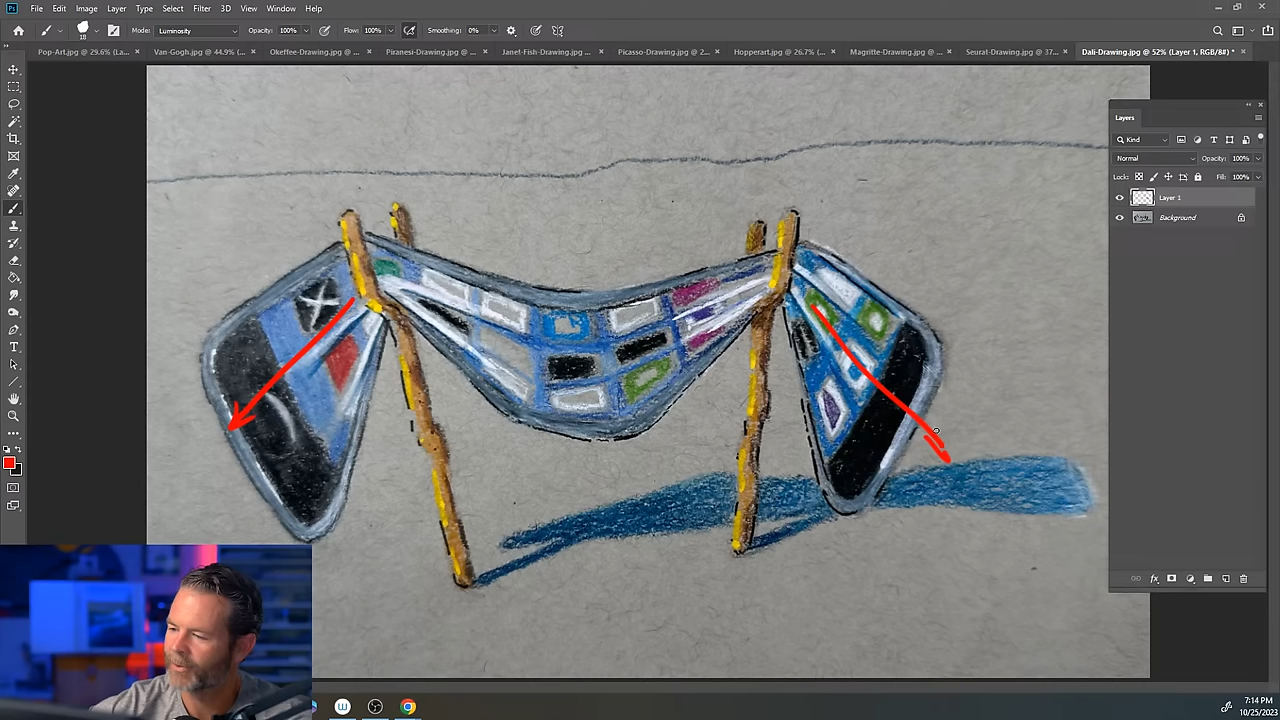 Ps File Edit Image Layer Type Select Filter 3D View Window Help
Mode: Luminosity Opacity: 100% Flow: 100% Smoothing: 0%
Pop-Art.jpg @ 29.6% (La... × Van-Gogh.jpg @ 44.9% ... × Okeffee-Drawing.jpg @ ... × Piranesi-Drawing.jpg @ ... × Janet-Fish-Drawing.jpg ... × Picasso-Drawing.jpg @ 2... × Hopperart.jpg @ 26.7% (... × Magritte-Drawing.jpg @ ... × Seurat-Drawing.jpg @ 37... × Dali-Drawing.jpg @ 52% (Layer 1, RGB/8#) * ×
Layers
Kind
Normal Opacity: 100%
Lock: Fill: 100%
Layer 1
Background
fx
7:14 PM
10/25/2023